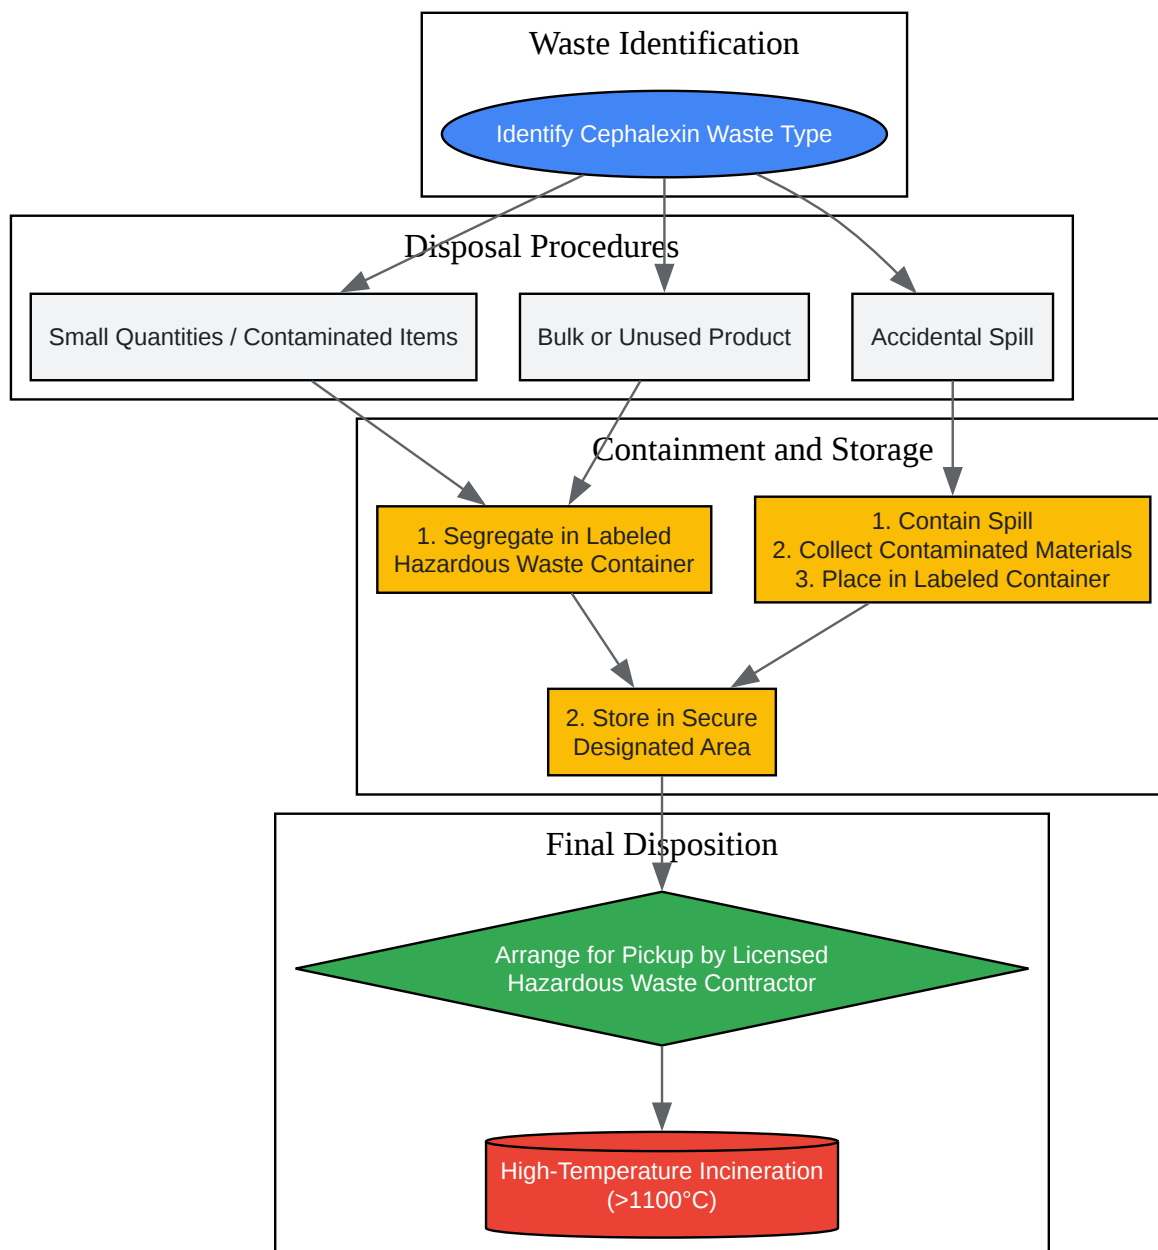 Waste Identification
Identify Cephalexin Waste Type
Disposal Procedures
Small Quantities / Contaminated Items
Bulk or Unused Product
Accidental Spill
Containment and Storage
1. Segregate in Labeled
Hazardous Waste Container
1. Contain Spill
2. Collect Contaminated Materials
3. Place in Labeled Container
2. Store in Secure
Designated Area
Final Disposition
Arrange for Pickup by Licensed
Hazardous Waste Contractor
High-Temperature Incineration
(>1100°C)